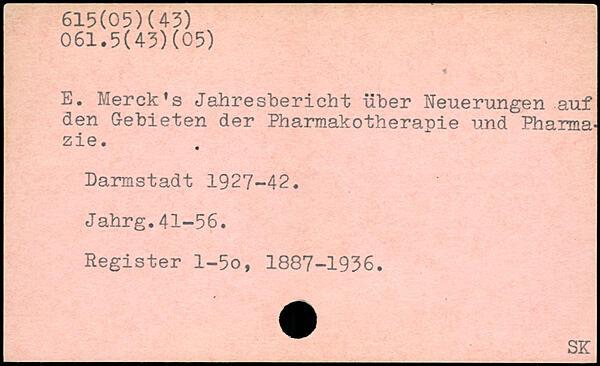 615(05)(43)
061.5(43)(05)
E. Merck's Jahresbericht über Neuerungen auf
den Gebieten der Pharmakotherapie und Pharma-
zie.
Darmstadt 1927-42.
Jahrg.41-56.
Register 1-5o, 1887-1936.
SK